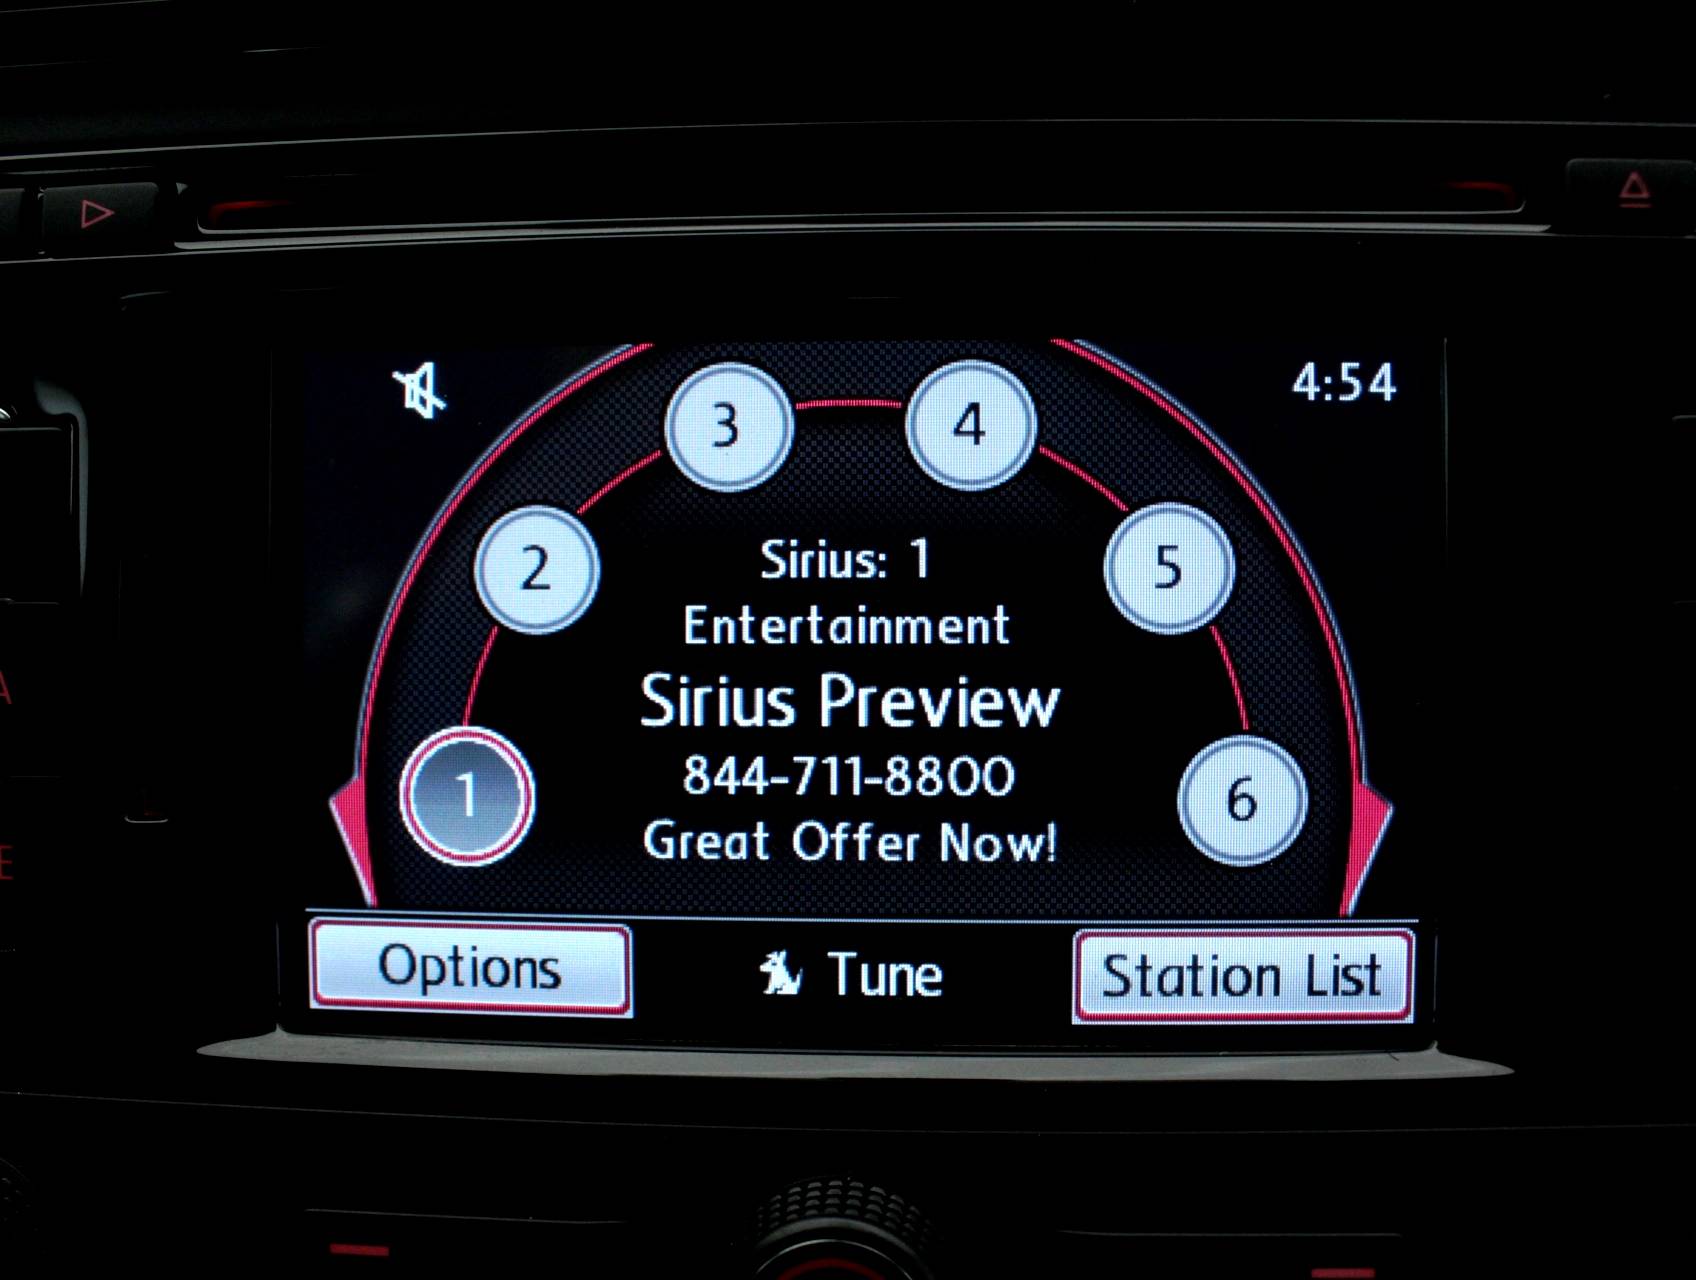 4:54
3
4
2
5
1
6
Sirius: 1
Entertainment
Sirius Preview
844-711-8800
Great Offer Now!
Options
Tune
Station List
A
E